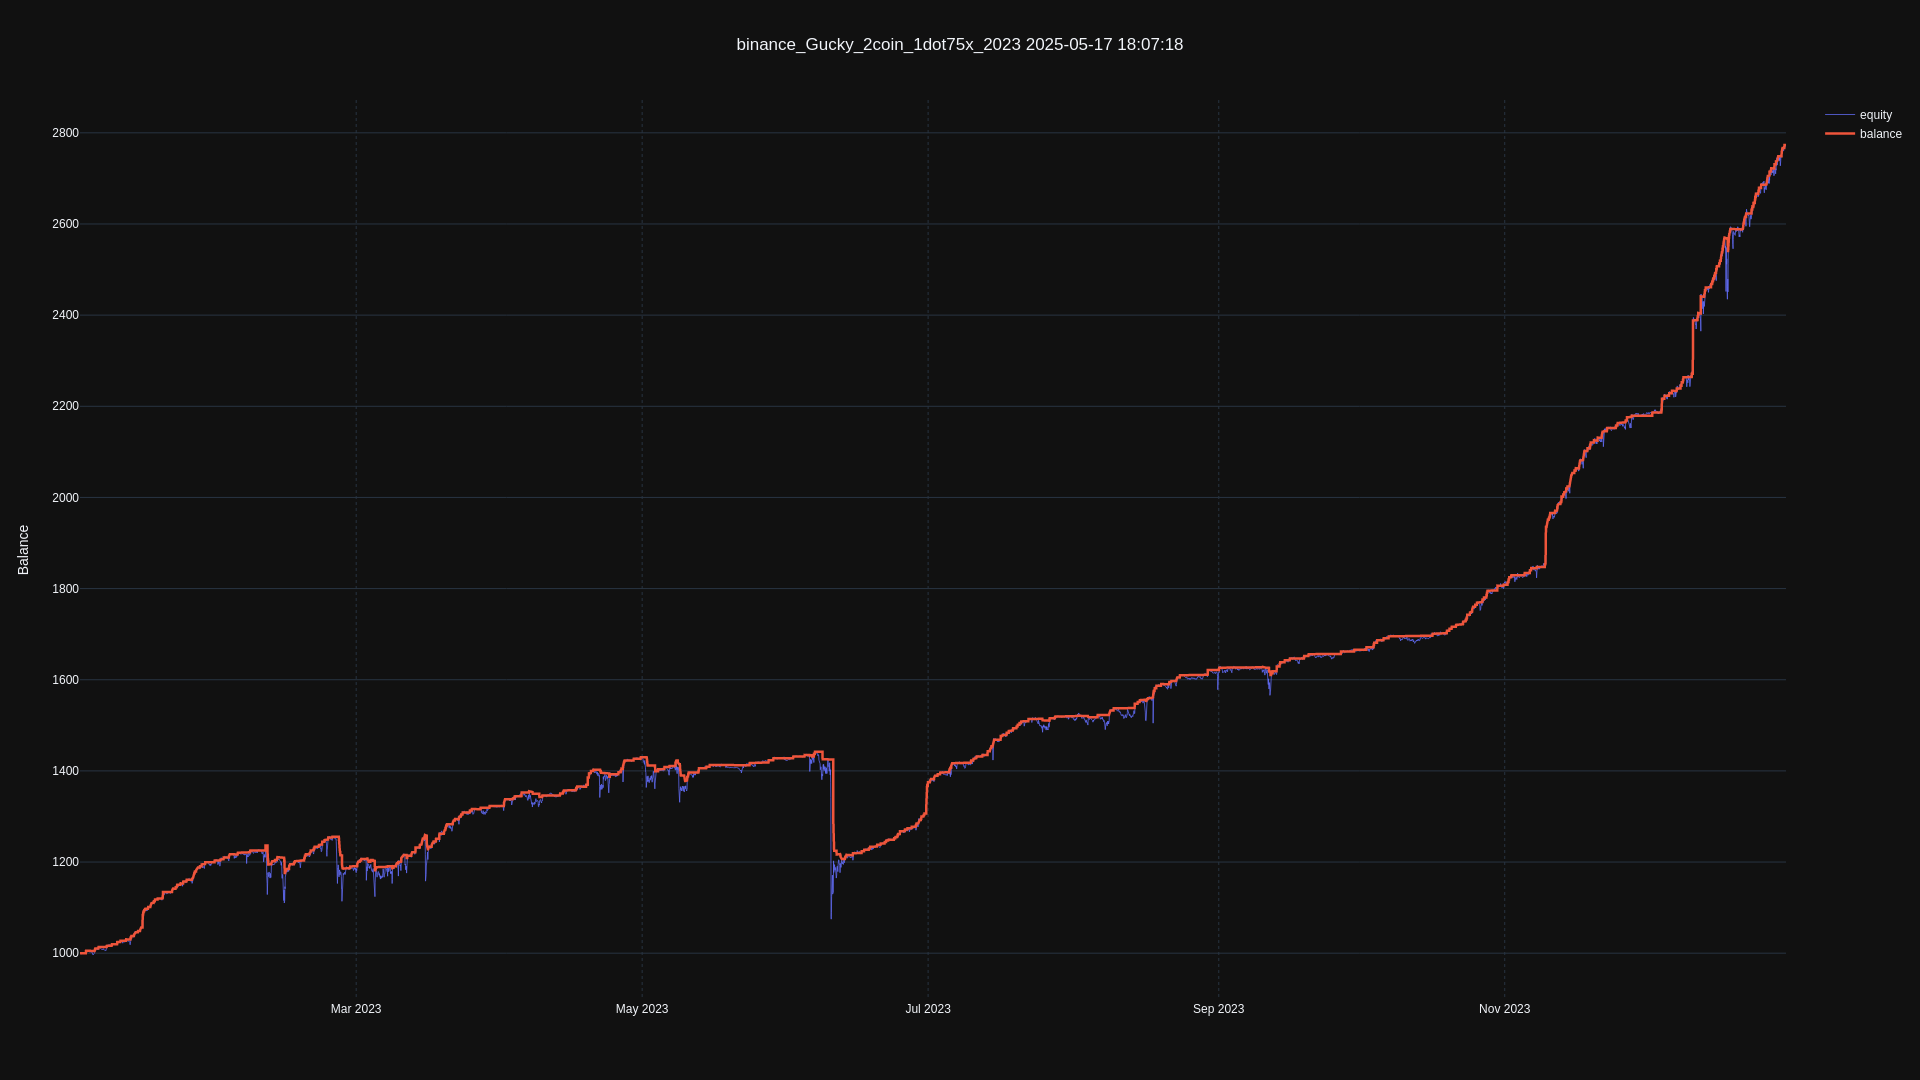 binance_Gucky_2coin_1dot75x_2023 2025-05-17 18:07:18
equity
balance
2800
2600
2400
2200
2000
1800
1600
1400
1200
1000
Balance
Mar 2023
May 2023
Jul 2023
Sep 2023
Nov 2023